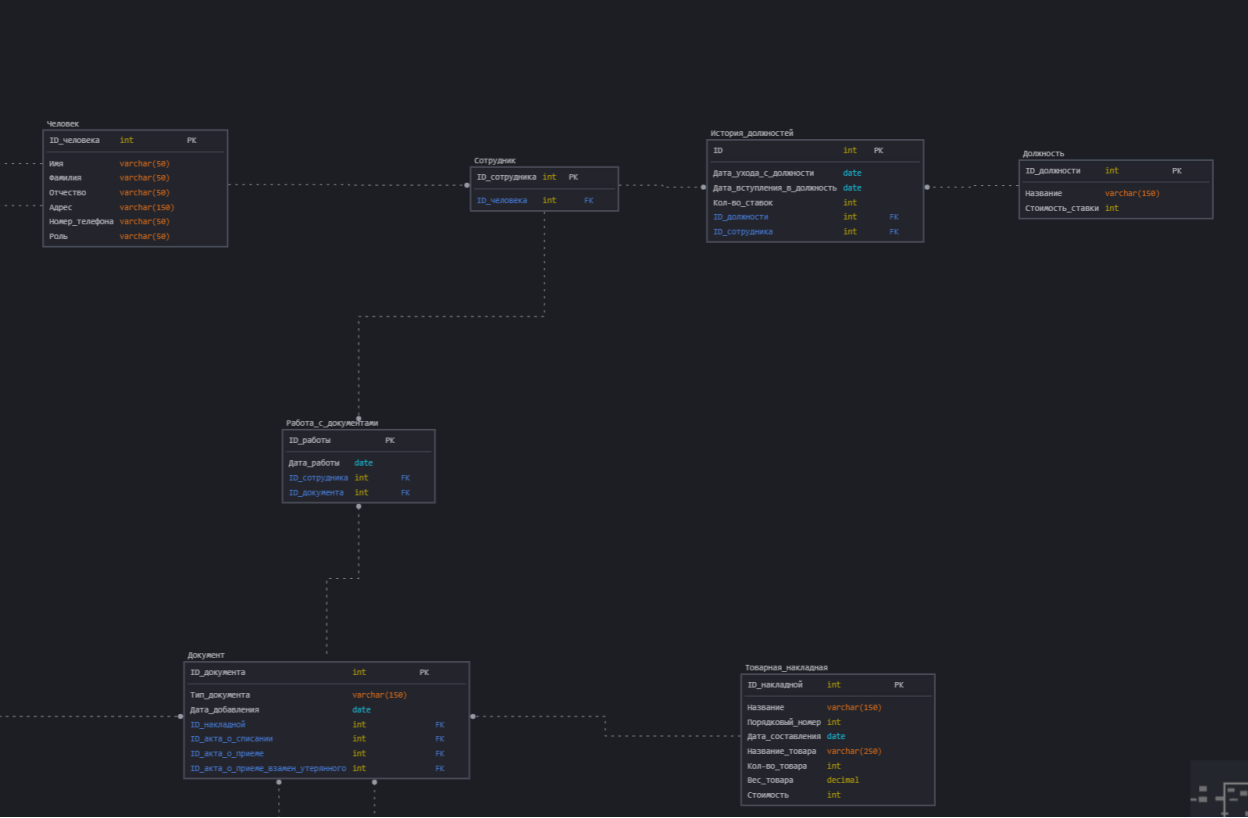 Человек
ID_человека int PK
Имя varchar(50)
Фамилия varchar(50)
Отчество varchar(50)
Адрес varchar(150)
Номер_телефона varchar(50)
Роль varchar(50)
Сотрудник
ID_сотрудника int PK
ID_человека int FK
История_должностей
ID int PK
Дата_ухода_с_должности date
Дата_вступления_в_должность date
Кол-во_ставок int
ID_должности int FK
ID_сотрудника int FK
Должность
ID_должности int PK
Название varchar(150)
Стоимость_ставки int
Работа_с_документами
ID_работы PK
Дата_работы date
ID_сотрудника int FK
ID_документа int FK
Документ
ID_документа int PK
Тип_документа varchar(150)
Дата_добавления date
ID_накладной int FK
ID_акта_о_списании int FK
ID_акта_о_приеме int FK
ID_акта_о_приеме_взамен_утерянного int FK
Товарная_накладная
ID_накладной int PK
Название varchar(150)
Порядковый_номер int
Дата_составления date
Название_товара varchar(250)
Кол-во_товара int
Вес_товара decimal
Стоимость int